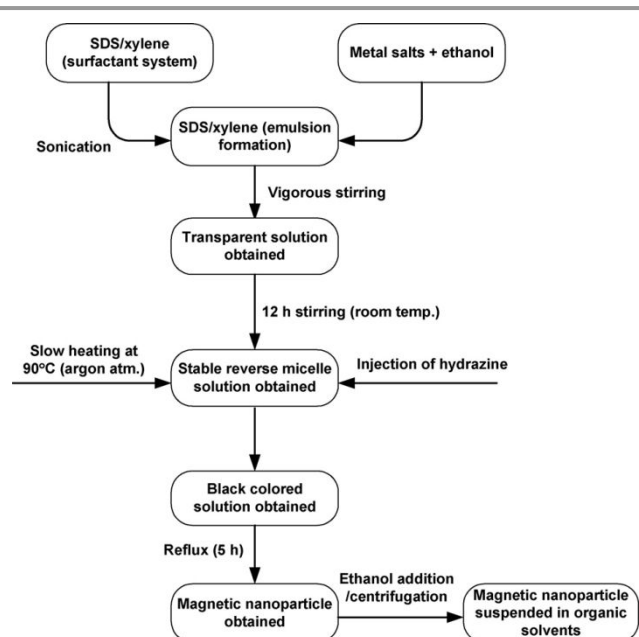 SDS/xylene
(surfactant system)
Metal salts + ethanol
Sonication
SDS/xylene (emulsion
formation)
Vigorous stirring
Transparent solution
obtained
12 h stirring (room temp.)
Slow heating at
90°C (argon atm.)
Stable reverse micelle
solution obtained
Injection of hydrazine
Black colored
solution obtained
Reflux (5 h)
Magnetic nanoparticle
obtained
Ethanol addition
/centrifugation
Magnetic nanoparticle
suspended in organic
solvents